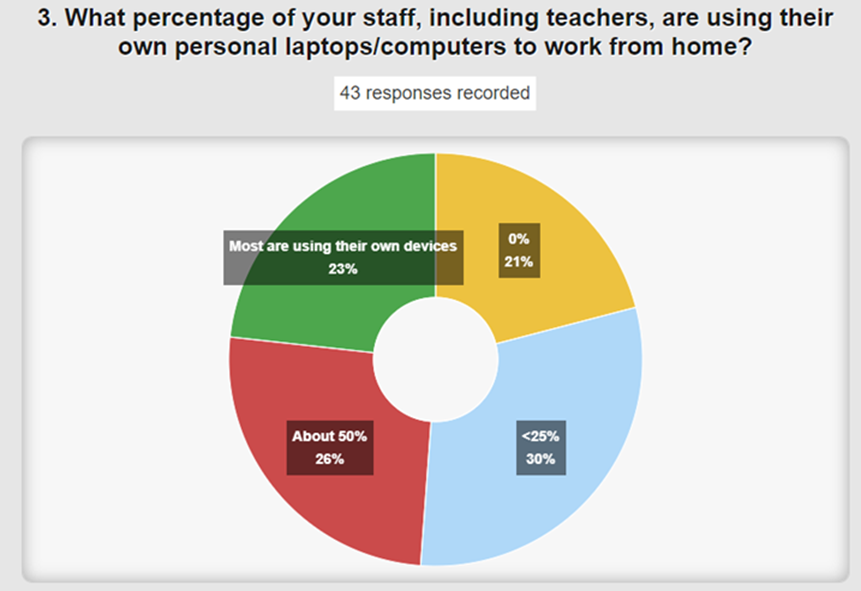 3. What percentage of your staff, including teachers, are using their
own personal laptops/computers to work from home?
43 responses recorded
Most are using their own devices
23%
0%
21%
About 50%
26%
<25%
30%